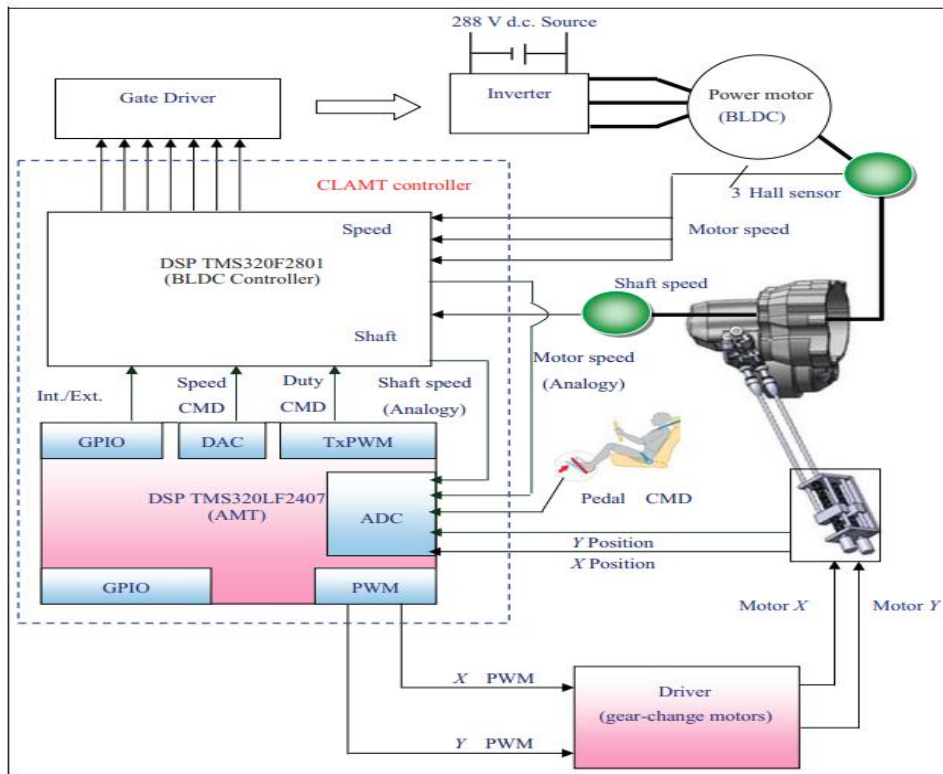 288 V d.c. Source
Gate Driver
Inverter
Power motor
(BLDC)
CLAMT controller
3 Hall sensor
Speed
Motor speed
DSP TMS320F2801
(BLDC Controller)
Shaft speed
Shaft
Motor speed
(Analogy)
Int./Ext.
Speed
CMD
Duty
CMD
Shaft speed
(Analogy)
GPIO
DAC
TxPWM
DSP TMS320LF2407
(AMT)
ADC
Pedal CMD
Y Position
X Position
GPIO
PWM
Motor X
Motor Y
X PWM
Driver
(gear-change motors)
Y PWM